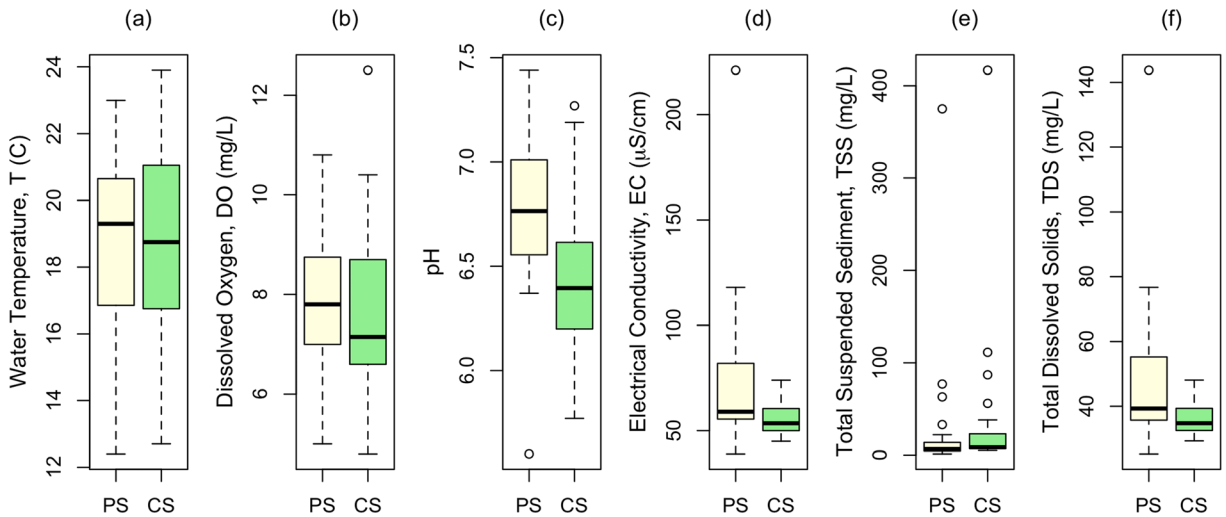 (a)
Water Temperature, T (C)
24
22
20
18
16
14
12
PS CS
(b)
Dissolved Oxygen, DO (mg/L)
12
10
8
6
PS CS
(c)
pH
7.5
7.0
6.5
6.0
PS CS
(d)
Electrical Conductivity, EC (μS/cm)
200
150
100
50
PS CS
(e)
Total Suspended Sediment, TSS (mg/L)
400
300
200
100
0
PS CS
(f)
Total Dissolved Solids, TDS (mg/L)
140
120
100
80
60
40
PS CS